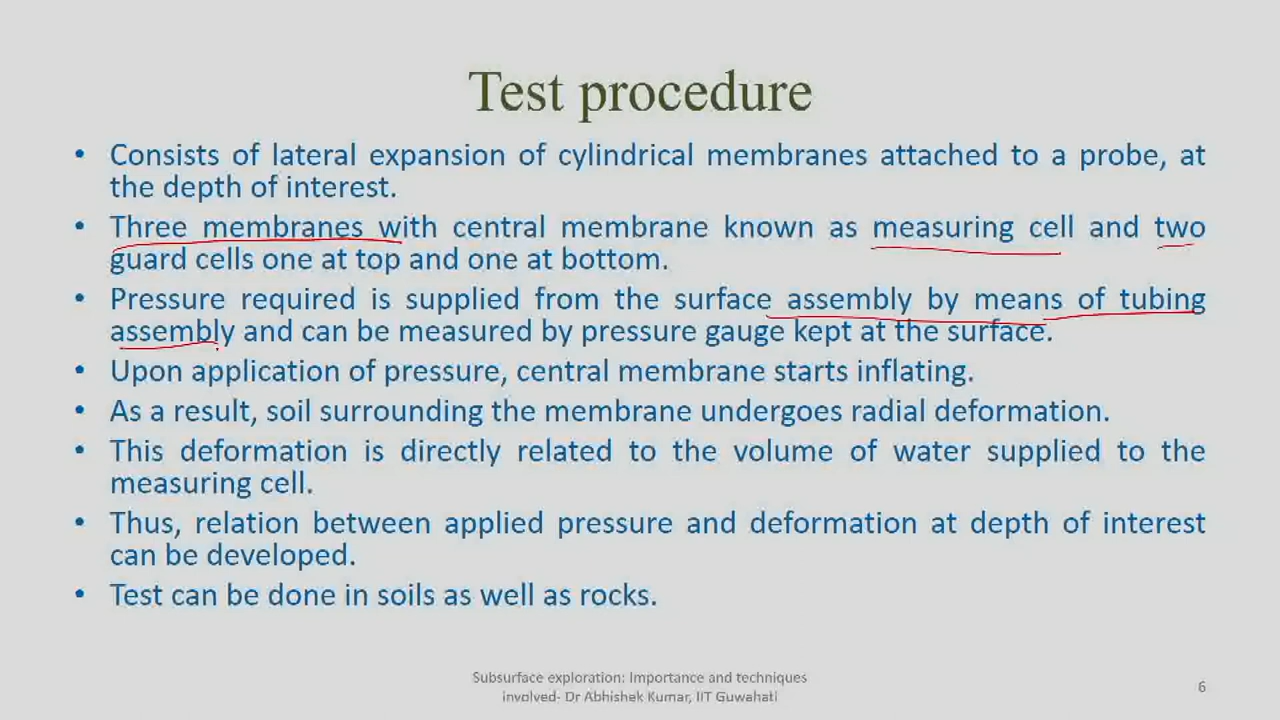 Test procedure
• Consists of lateral expansion of cylindrical membranes attached to a probe, at
the depth of interest.
• Three membranes with central membrane known as measuring cell and two
guard cells one at top and one at bottom.
• Pressure required is supplied from the surface assembly by means of tubing
assembly and can be measured by pressure gauge kept at the surface.
• Upon application of pressure, central membrane starts inflating.
• As a result, soil surrounding the membrane undergoes radial deformation.
• This deformation is directly related to the volume of water supplied to the
measuring cell.
• Thus, relation between applied pressure and deformation at depth of interest
can be developed.
• Test can be done in soils as well as rocks.
Subsurface exploration: Importance and techniques
involved- Dr Abhishek Kumar, IIT Guwahati
6